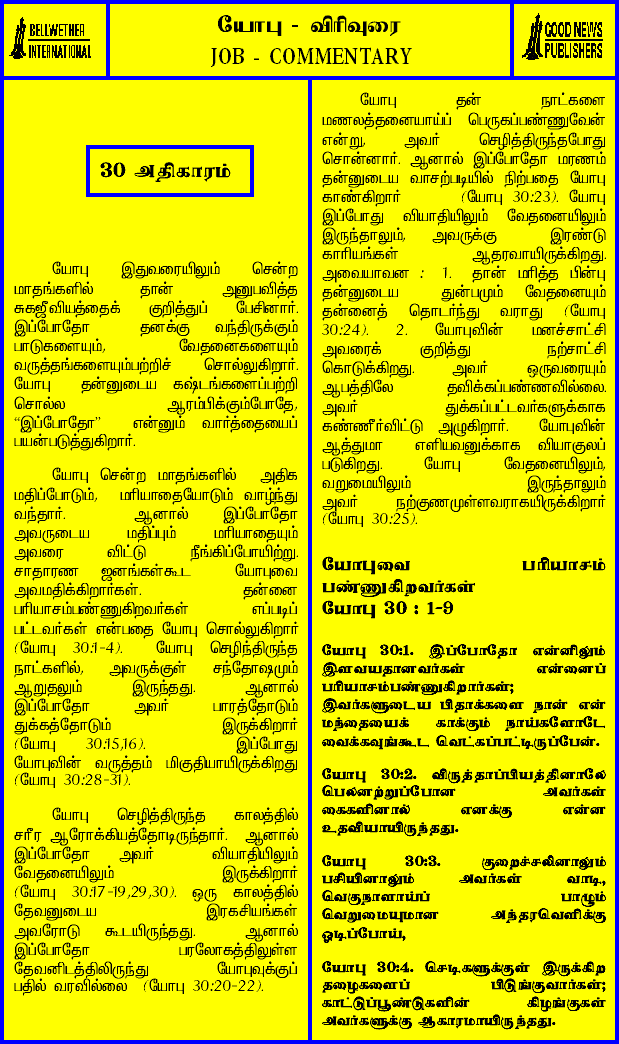 BELLWETHER
INTERNATIONAL
யோபு - விரிவுரை
JOB - COMMENTARY
GOOD NEWS
PUBLISHERS
30 அதிகாரம்
யோபு இதுவரையிலும் சென்ற
மாதங்களில் தான் அனுபவித்த
சுகஜீவியத்தைக் குறித்துப் பேசினார்.
இப்போதோ தனக்கு வந்திருக்கும்
பாடுகளையும், வேதனைகளையும்
வருத்தங்களையும்பற்றிச் சொல்லுகிறார்.
யோபு தன்னுடைய கஷ்டங்களைப்பற்றி
சொல்ல ஆரம்பிக்கும்போதே,
“இப்போதோ” என்னும் வார்த்தையைப்
பயன்படுத்துகிறார்.
யோபு சென்ற மாதங்களில் அதிக
மதிப்போடும், மரியாதையோடும் வாழ்ந்து
வந்தார். ஆனால் இப்போதோ
அவருடைய மதிப்பும் மரியாதையும்
அவரை விட்டு நீங்கிப்போயிற்று.
சாதாரண ஜனங்கள்கூட யோபுவை
அவமதிக்கிறார்கள். தன்னை
பரியாசம்பண்ணுகிறவர்கள் எப்படிப்
பட்டவர்கள் என்பதை யோபு சொல்லுகிறார்
(யோபு 30:1-4). யோபு செழிந்திருந்த
நாட்களில், அவருக்குள் சந்தோஷமும்
ஆறுதலும் இருந்தது. ஆனால்
இப்போதோ அவர் பாரத்தோடும்
துக்கத்தோடும் இருக்கிறார்
(யோபு 30:15,16). இப்போது
யோபுவின் வருத்தம் மிகுதியாயிருக்கிறது
(யோபு 30:28-31).
யோபு செழித்திருந்த காலத்தில்
சரீர ஆரோக்கியத்தோடிருந்தார். ஆனால்
இப்போதோ அவர் வியாதியிலும்
வேதனையிலும் இருக்கிறார்
(யோபு 30:17-19,29,30). ஒரு காலத்தில்
தேவனுடைய இரகசியங்கள்
அவரோடு கூடயிருந்தது. ஆனால்
இப்போதோ பரலோகத்திலுள்ள
தேவனிடத்திலிருந்து யோபுவுக்குப்
பதில் வரவில்லை (யோபு 30:20-22).
யோபு தன் நாட்களை
மணலத்தனையாய்ப் பெருகப்பண்ணுவேன்
என்று, அவர் செழித்திருந்தபோது
சொன்னார். ஆனால் இப்போதோ மரணம்
தன்னுடைய வாசற்படியில் நிற்பதை யோபு
காண்கிறார் (யோபு 30:23). யோபு
இப்போது வியாதியிலும் வேதனையிலும்
இருந்தாலும், அவருக்கு இரண்டு
காரியங்கள் ஆதரவாயிருக்கிறது.
அவையாவன : 1. தான் மரித்த பின்பு
தன்னுடைய துன்பமும் வேதனையும்
தன்னைத் தொடர்ந்து வராது (யோபு
30:24). 2. யோபுவின் மனச்சாட்சி
அவரைக் குறித்து நற்சாட்சி
கொடுக்கிறது. அவர் ஒருவரையும்
ஆபத்திலே தவிக்கப்பண்ணவில்லை.
அவர் துக்கப்பட்டவர்களுக்காக
கண்ணீர்விட்டு அழுகிறார். யோபுவின்
ஆத்துமா எளியவனுக்காக வியாகுலப்
படுகிறது. யோபு வேதனையிலும்,
வறுமையிலும் இருந்தாலும்
அவர் நற்குணமுள்ளவராகயிருக்கிறார்
(யோபு 30:25).
யோபுவை பரியாசம்
பண்ணுகிறவர்கள்
யோபு 30 : 1-9
யோபு 30:1. இப்போதோ என்னிலும்
இளவயதானவர்கள் என்னைப்
பரியாசம்பண்ணுகிறார்கள்;
இவர்களுடைய பிதாக்களை நான் என்
மந்தையைக் காக்கும் நாய்களோடே
வைக்கவுங்கூட வெட்கப்பட்டிருப்பேன்.
யோபு 30:2. விருத்தாப்பியத்தினாலே
பெலனற்றுப்போன அவர்கள்
கைகளினால் எனக்கு என்ன
உதவியாயிருந்தது.
யோபு 30:3. குறைச்சலினாலும்
பசியினாலும் அவர்கள் வாடி,
வெகுநாளாய்ப் பாழும்
வெறுமையுமான அந்தரவெளிக்கு
ஓடிப்போய்,
யோபு 30:4. செடிகளுக்குள் இருக்கிற
தழைகளைப் பிடுங்குவார்கள்;
காட்டுப்பூண்டுகளின் கிழங்குகள்
அவர்களுக்கு ஆகாரமாயிருந்தது.